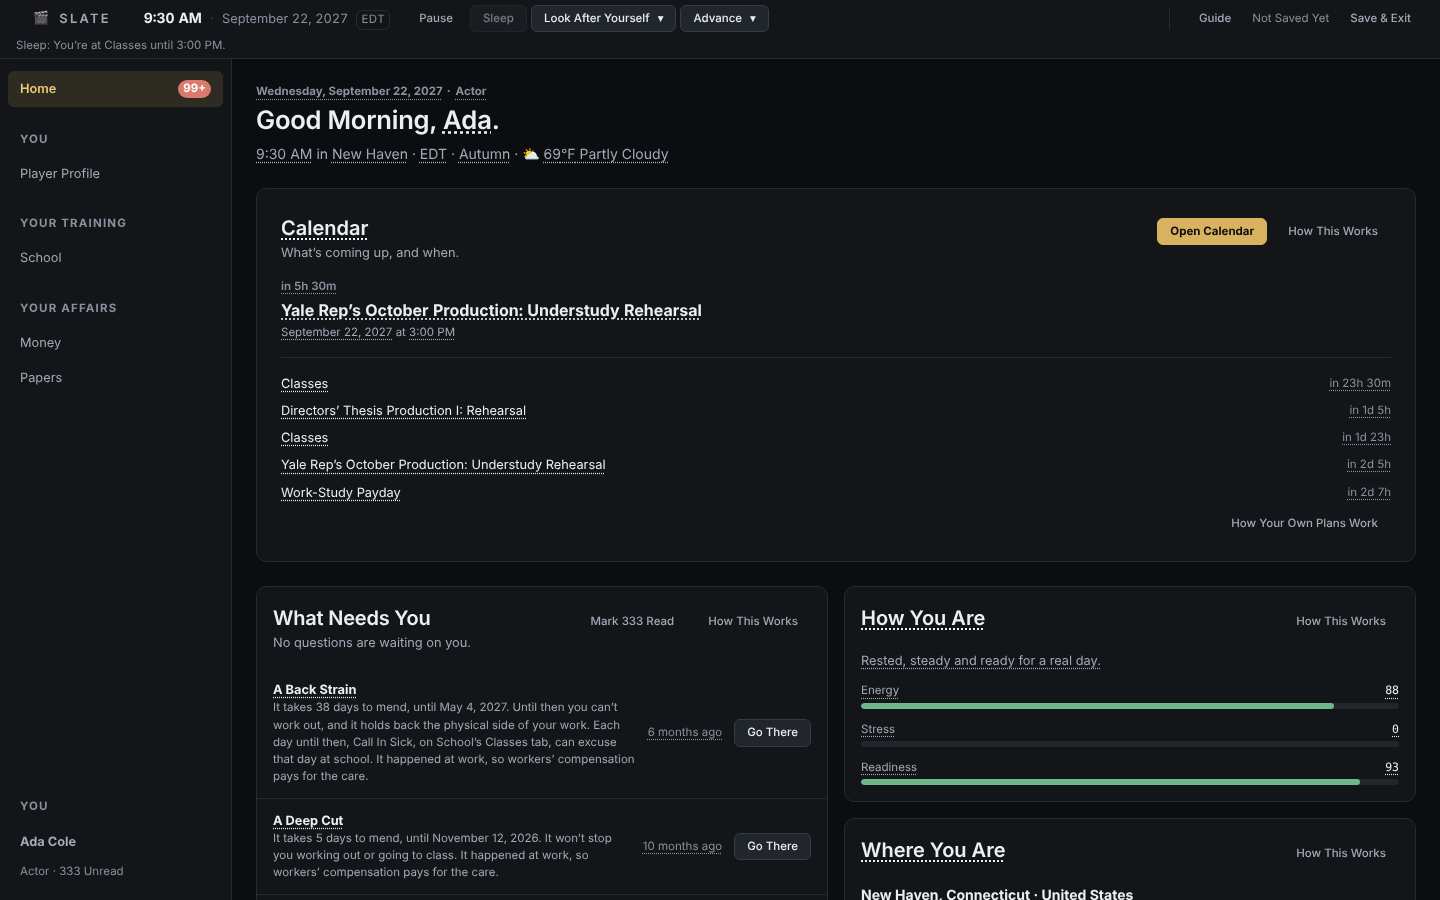 SLATE
9:30 AM · September 22, 2027 EDT
Pause
Sleep
Look After Yourself ▾
Advance ▾
Guide
Not Saved Yet
Save & Exit
Sleep: You're at Classes until 3:00 PM.
Home
99+
YOU
Player Profile
YOUR TRAINING
School
YOUR AFFAIRS
Money
Papers
YOU
Ada Cole
Actor · 333 Unread
Wednesday, September 22, 2027 · Actor
Good Morning, Ada.
9:30 AM in New Haven · EDT · Autumn · ⛅ 69°F Partly Cloudy
Calendar
What's coming up, and when.
Open Calendar
How This Works
in 5h 30m
Yale Rep's October Production: Understudy Rehearsal
September 22, 2027 at 3:00 PM
Classes in 23h 30m
Directors' Thesis Production I: Rehearsal in 1d 5h
Classes in 1d 23h
Yale Rep's October Production: Understudy Rehearsal in 2d 5h
Work-Study Payday in 2d 7h
How Your Own Plans Work
What Needs You
Mark 333 Read
How This Works
No questions are waiting on you.
A Back Strain
It takes 38 days to mend, until May 4, 2027. Until then you can't
work out, and it holds back the physical side of your work. Each
day until then, Call In Sick, on School's Classes tab, can excuse
that day at school. It happened at work, so workers' compensation
pays for the care.
6 months ago
Go There
A Deep Cut
It takes 5 days to mend, until November 12, 2026. It won't stop
you working out or going to class. It happened at work, so
workers' compensation pays for the care.
10 months ago
Go There
How You Are
How This Works
Rested, steady and ready for a real day.
Energy 88
Stress 0
Readiness 93
Where You Are
How This Works
New Haven, Connecticut · United States